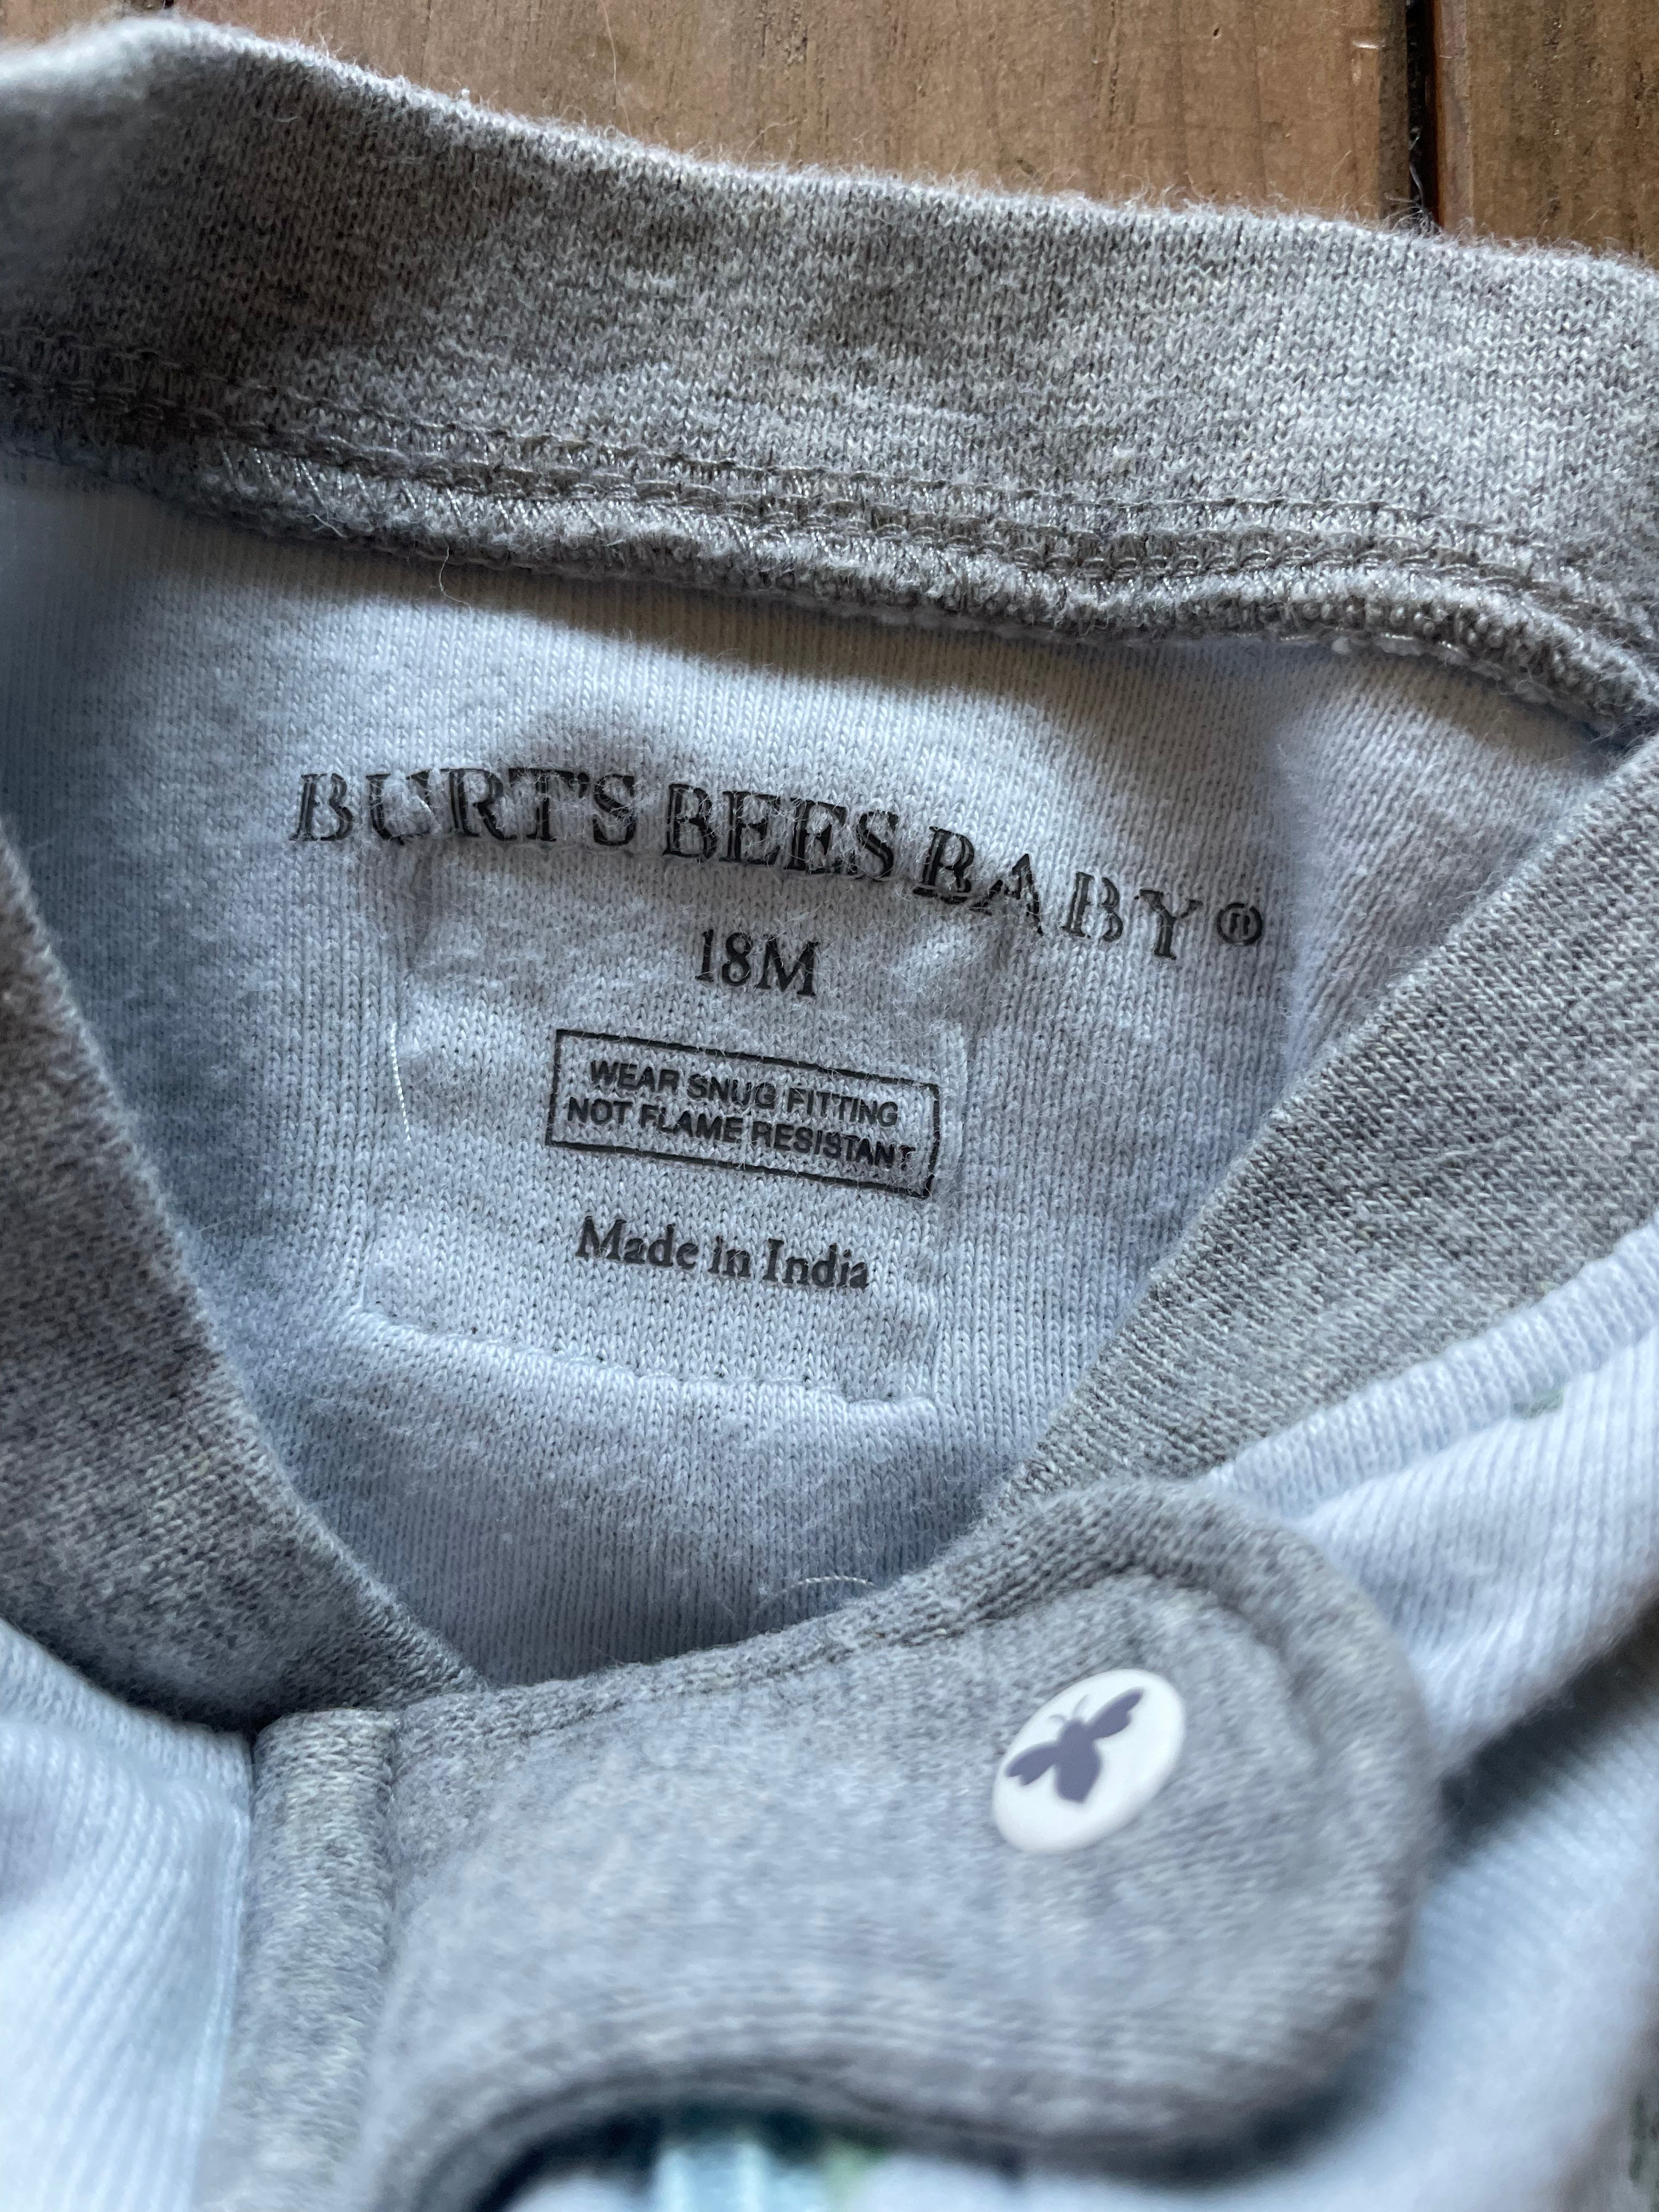 BURT'S BEES BABY®
18M
WEAR SNUG FITTING
NOT FLAME RESISTANT
Made in India